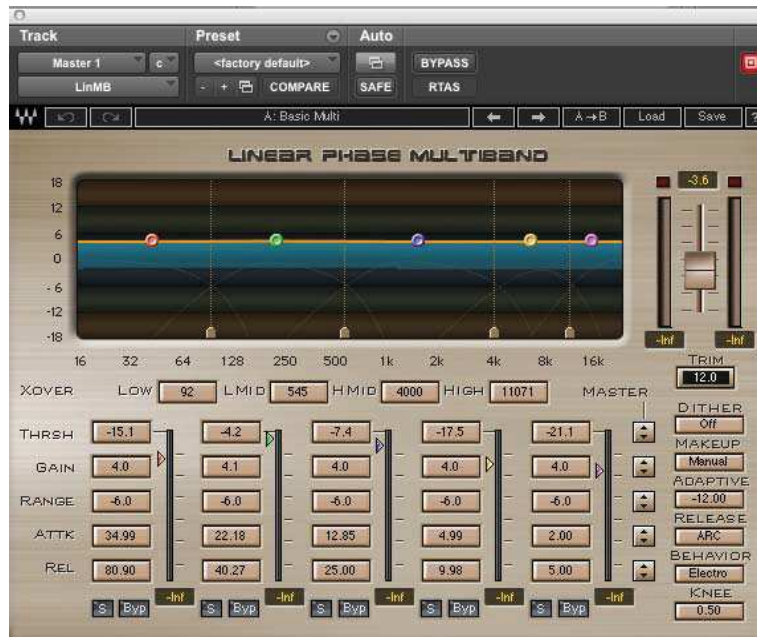 Track Preset Auto
Master 1 c <factory default> BYPASS
LinMB - + COMPARE SAFE RTAS
A: Basic Multi A→B Load Save ?
LINEAR PHASE MULTIBAND
18
12
6
0
-6
-12
-18
-3.6
-Inf -Inf
16 32 64 128 250 500 1k 2k 4k 8k 16k
TRIM
12.0
XOVER LOW 92 LMID 545 HMID 4000 HIGH 11071 MASTER
DITHER
Off
THRSH -15.1 -4.2 -7.4 -17.5 -21.1
MAKEUP
Manual
GAIN 4.0 4.1 4.0 4.0 4.0
ADAPTIVE
-12.00
RANGE -6.0 -6.0 -6.0 -6.0 -6.0
RELEASE
ARC
ATTK 34.99 22.18 12.85 4.99 2.00
BEHAVIOR
Electro
REL 80.90 40.27 25.00 9.98 5.00
KNEE
0.50
-Inf -Inf -Inf -Inf -Inf
S Byp S Byp S Byp S Byp S Byp